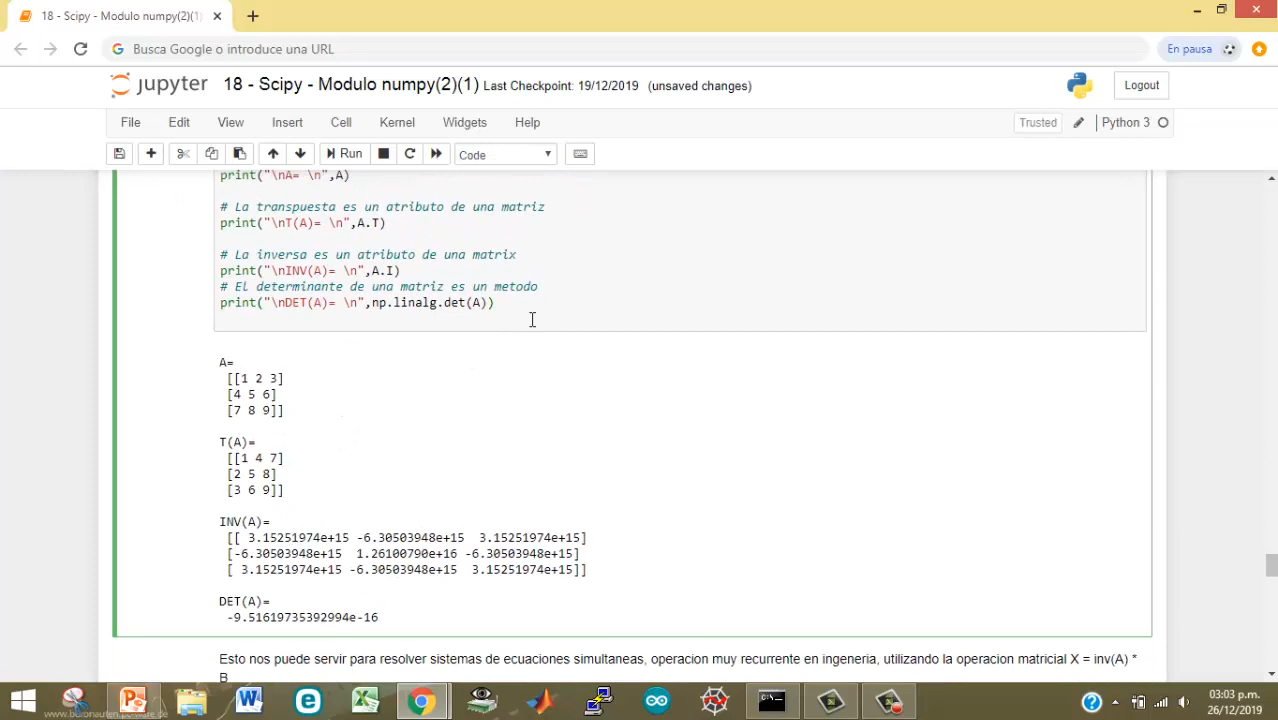 18 - Scipy - Modulo numpy(2)(1)
Busca Google o introduce una URL
En pausa
jupyter 18 - Scipy - Modulo numpy(2)(1) Last Checkpoint: 19/12/2019 (unsaved changes)
Logout
File Edit View Insert Cell Kernel Widgets Help
Trusted Python 3
Run Code
print("\nA= \n",A)
# La transpuesta es un atributo de una matriz
print("\nT(A)= \n",A.T)
# La inversa es un atributo de una matrix
print("\nINV(A)= \n",A.I)
# El determinante de una matriz es un metodo
print("\nDET(A)= \n",np.linalg.det(A))
A=
[[1 2 3]
[4 5 6]
[7 8 9]]
T(A)=
[[1 4 7]
[2 5 8]
[3 6 9]]
INV(A)=
[[ 3.15251974e+15 -6.30503948e+15 3.15251974e+15]
[-6.30503948e+15 1.26100790e+16 -6.30503948e+15]
[ 3.15251974e+15 -6.30503948e+15 3.15251974e+15]]
DET(A)=
-9.51619735392994e-16
Esto nos puede servir para resolver sistemas de ecuaciones simultaneas, operacion muy recurrente en ingeneria, utilizando la operacion matricial X = inv(A) *
B
03:03 p.m.
26/12/2019